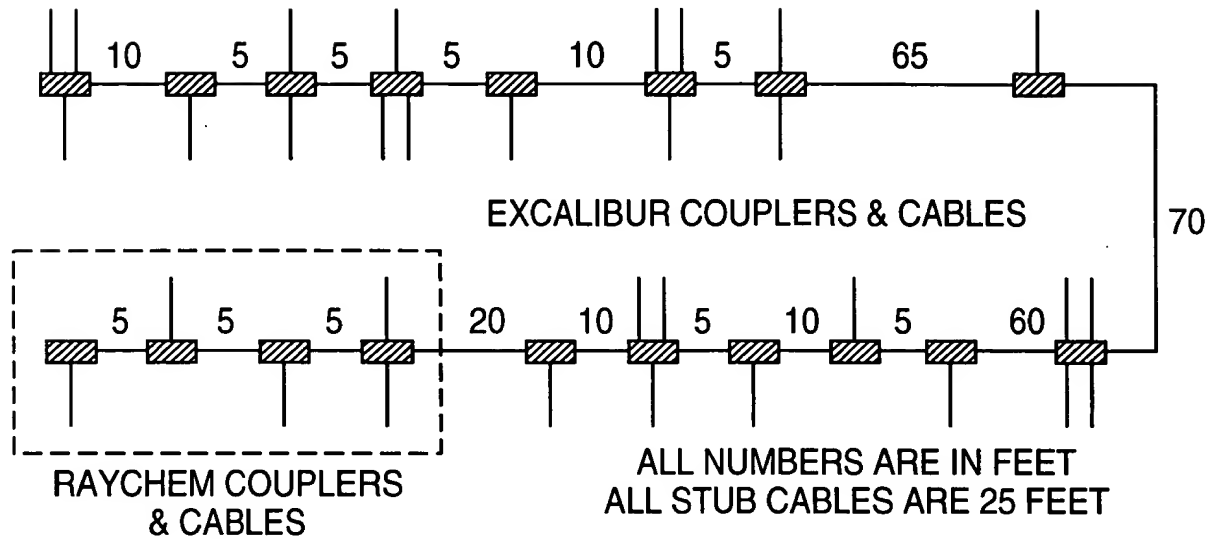 10 5 5 5 10 5 65
EXCALIBUR COUPLERS & CABLES
70
5 5 5 20 10 5 10 5 60
RAYCHEM COUPLERS
& CABLES
ALL NUMBERS ARE IN FEET
ALL STUB CABLES ARE 25 FEET